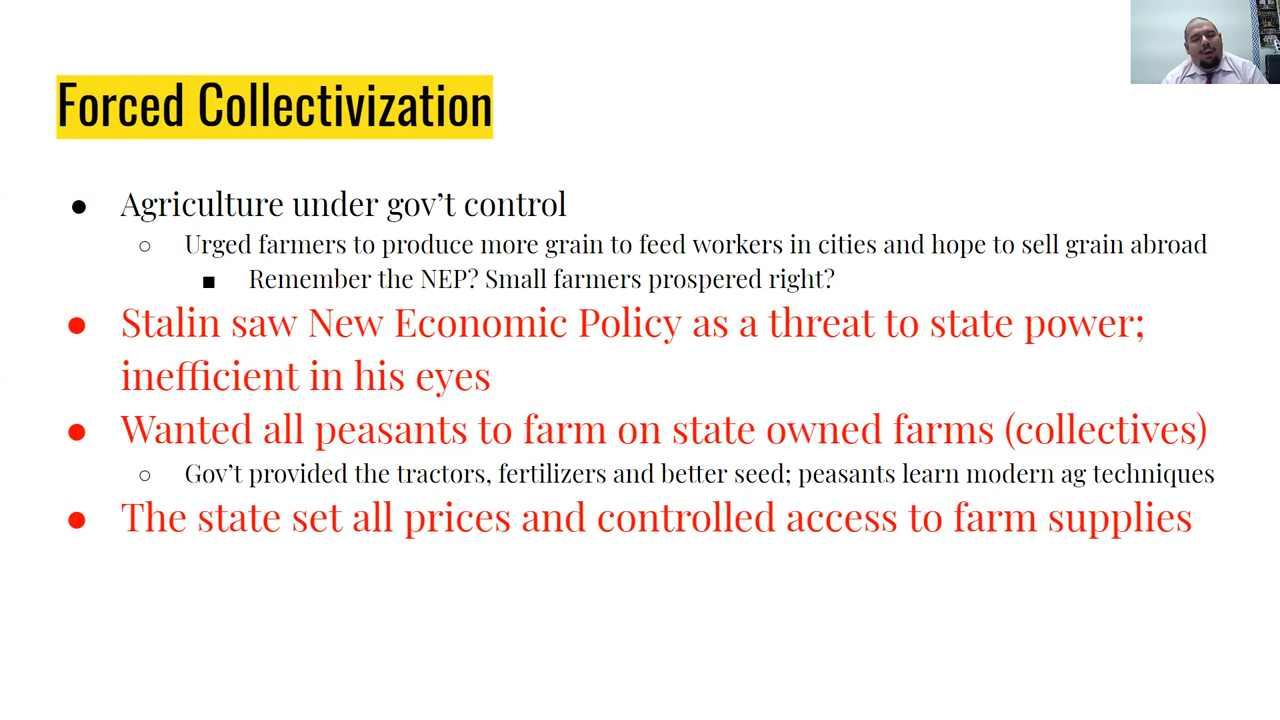 Forced Collectivization
● Agriculture under gov’t control
○ Urged farmers to produce more grain to feed workers in cities and hope to sell grain abroad
■ Remember the NEP? Small farmers prospered right?
● Stalin saw New Economic Policy as a threat to state power;
inefficient in his eyes
● Wanted all peasants to farm on state owned farms (collectives)
○ Gov’t provided the tractors, fertilizers and better seed; peasants learn modern ag techniques
● The state set all prices and controlled access to farm supplies